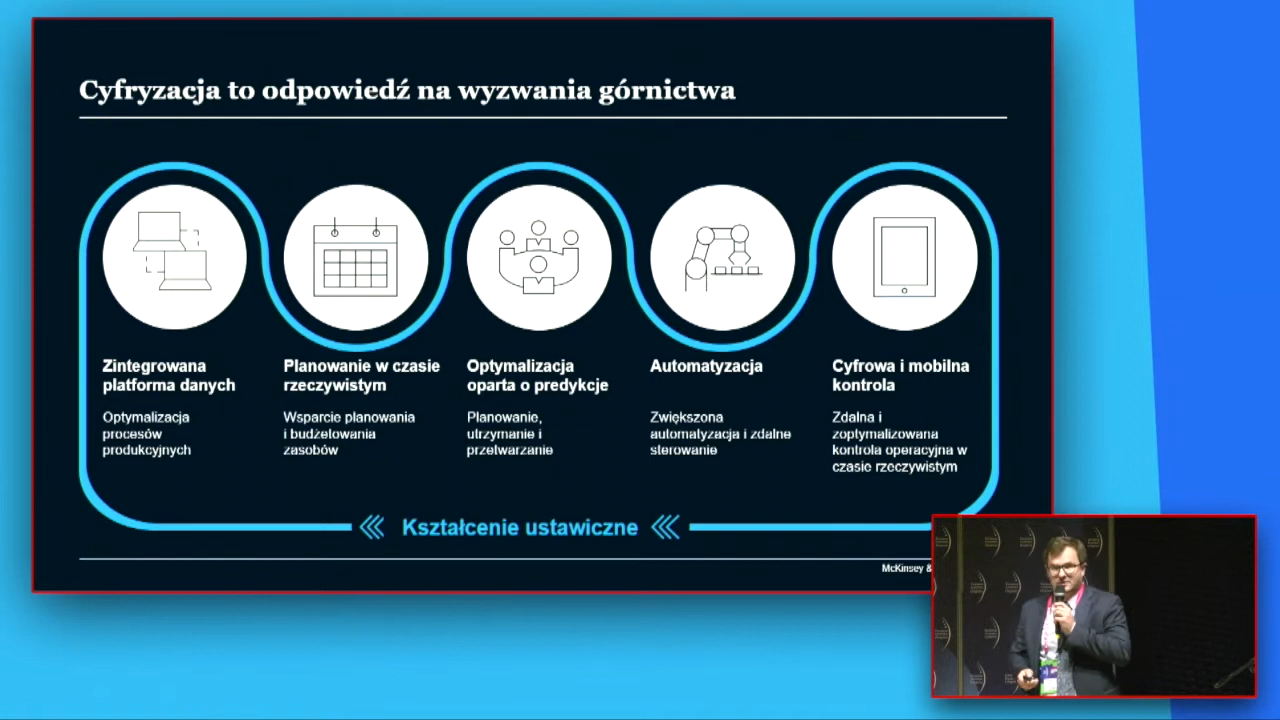 Cyfryzacja to odpowiedź na wyzwania górnictwa
Zintegrowana
platforma danych
Optymalizacja
procesów
produkcyjnych
Planowanie w czasie
rzeczywistym
Wsparcie planowania
i budżetowania
zasobów
Optymalizacja
oparta o predykcje
Planowanie,
utrzymanie i
przetwarzanie
Automatyzacja
Zwiększona
automatyzacja i zdalne
sterowanie
Cyfrowa i mobilna
kontrola
Zdalna i
zoptymalizowana
kontrola operacyjna w
czasie rzeczywistym
Kształcenie ustawiczne
McKinsey &